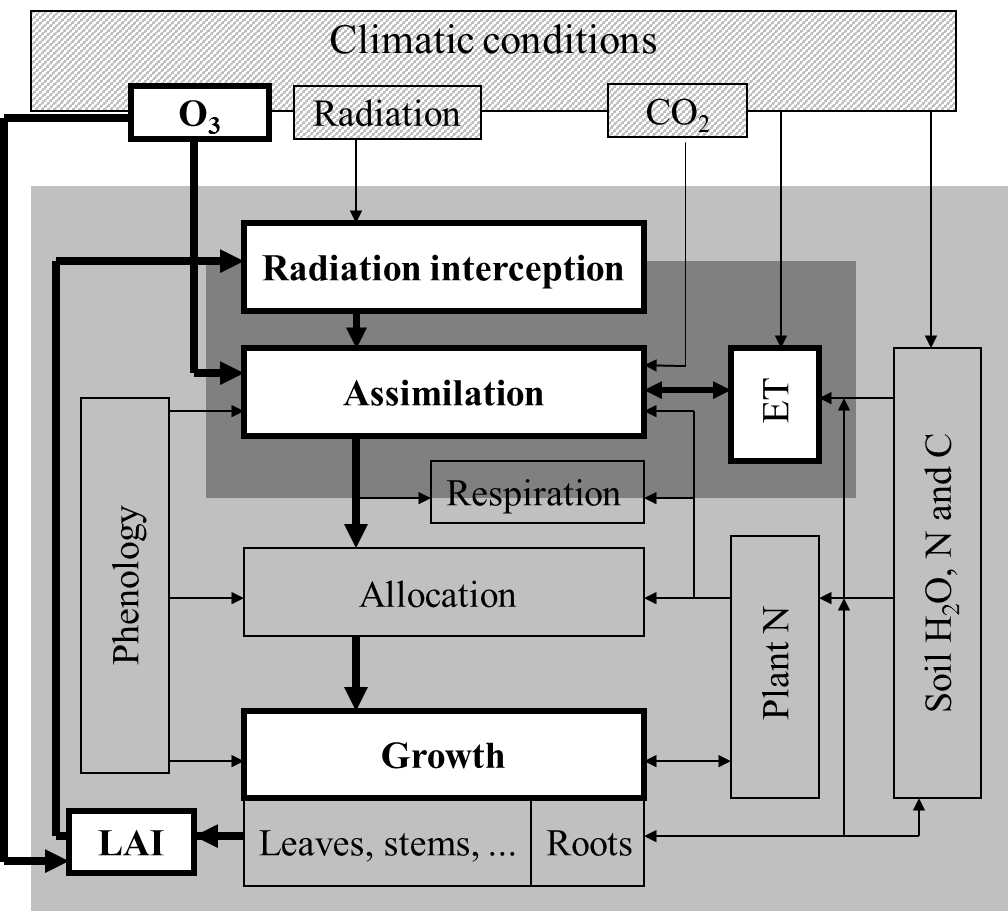 Climatic conditions
O₃
Radiation
CO₂
Radiation interception
Assimilation
ET
Respiration
Phenology
Allocation
Plant N
Soil H₂O, N and C
Growth
LAI
Leaves, stems, ...
Roots